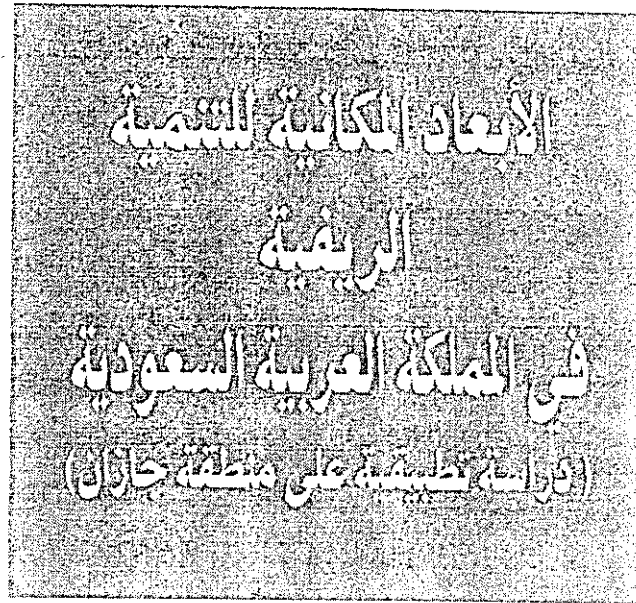 الأبعاد المكانية للتنمية
الريفية
في المملكة العربية السعودية
(دراسة تطبيقية على منطقة جازان)